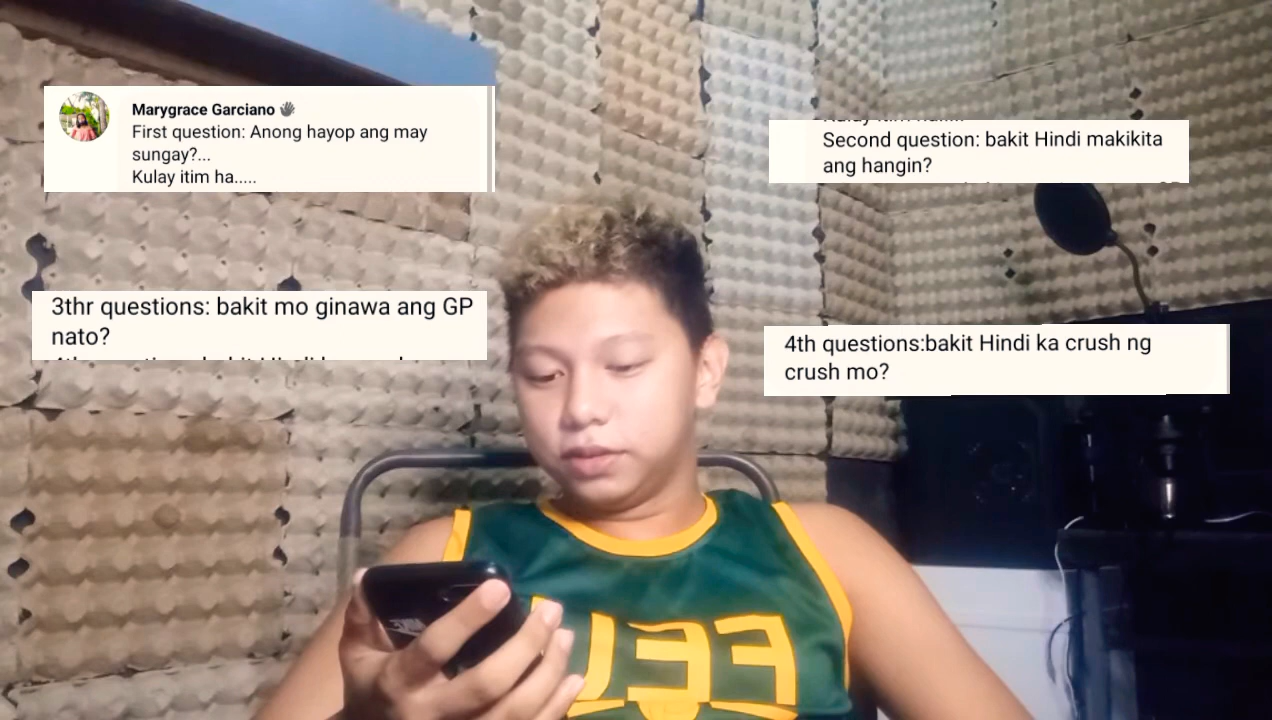 Marygrace Garciano 👋
First question: Anong hayop ang may
sungay?...
Kulay itim ha.....
Second question: bakit Hindi makikita
ang hangin?
3thr questions: bakit mo ginawa ang GP
nato?
4th questions:bakit Hindi ka crush ng
crush mo?
FEU